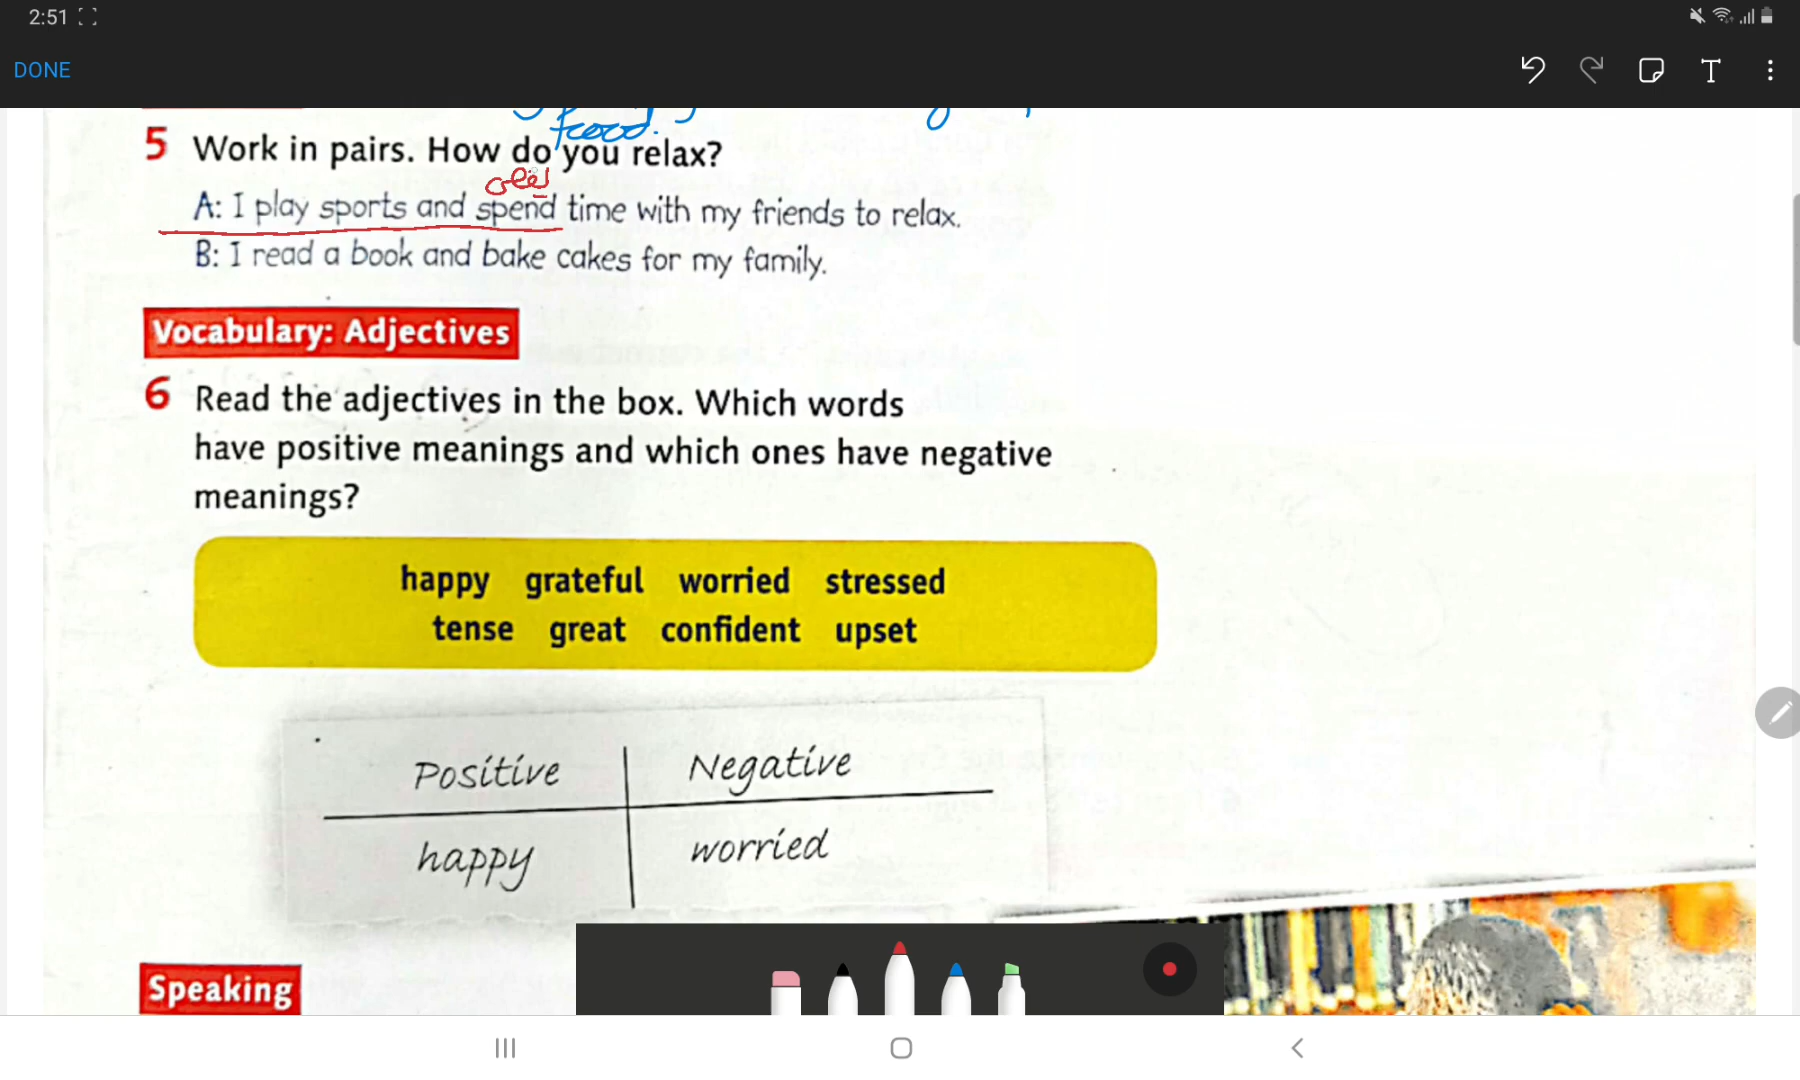 2:51
DONE
T
food.
5 Work in pairs. How do you relax?
A: I play sports and spend time with my friends to relax.
B: I read a book and bake cakes for my family.
Vocabulary: Adjectives
6 Read the adjectives in the box. Which words
have positive meanings and which ones have negative
meanings?
happy grateful worried stressed
tense great confident upset
Positive Negative
happy worried
Speaking